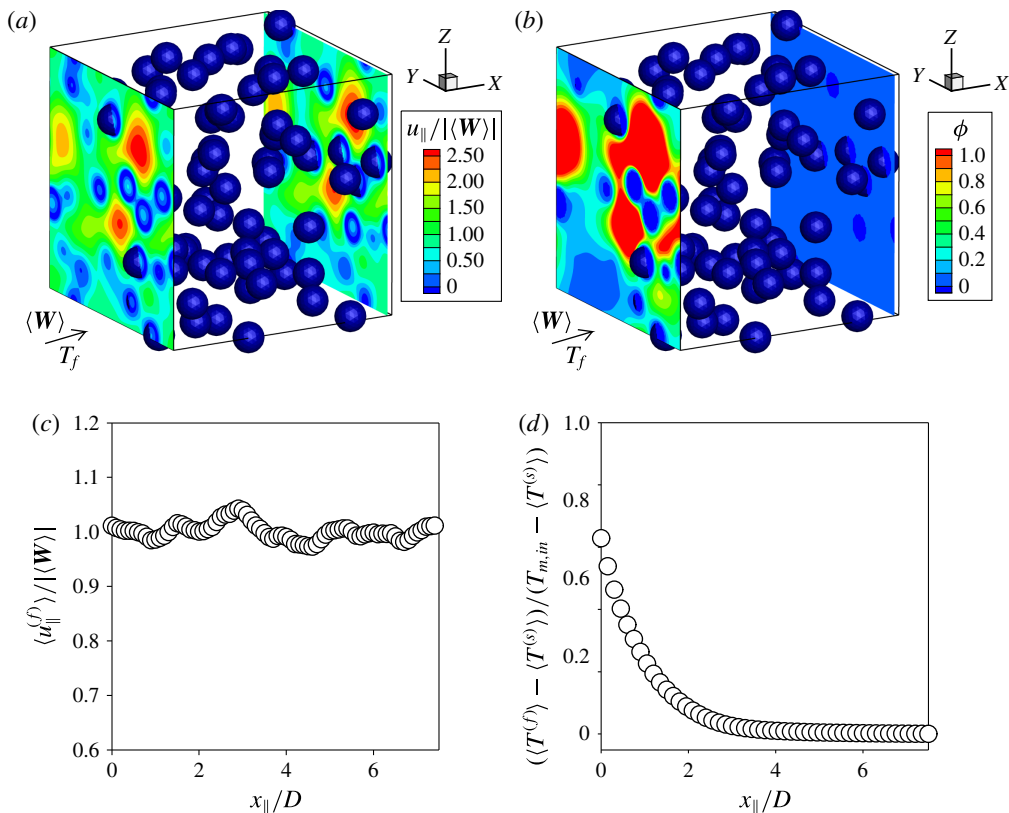 (a)
Z
Y
X
u∥/|⟨W⟩|
2.50
2.00
1.50
1.00
0.50
0
⟨W⟩
T_f
(b)
Z
Y
X
ϕ
1.0
0.8
0.6
0.4
0.2
0
⟨W⟩
T_f
(c)
1.2
1.1
1.0
0.9
1.0
1.0
0.6
0 2 4 6
⟨u∥^(f)⟩/|⟨W⟩|
x∥/D
(d)
1.0
0.8
0.6
0.2
0
0 2 4 6
(⟨T^(f)⟩ − ⟨T^(s)⟩)/(T_m,in − ⟨T^(s)⟩)
x∥/D